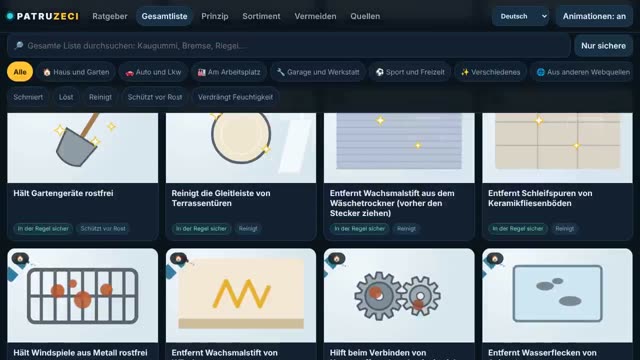 PATRUZECI
Ratgeber
Gesamtliste
Prinzip
Sortiment
Vermeiden
Quellen
Deutsch
Animationen: an
Gesamte Liste durchsuchen: Kaugummi, Bremse, Riegel...
Nur sichere
Alle
Haus und Garten
Auto und Lkw
Am Arbeitsplatz
Garage und Werkstatt
Sport und Freizeit
Verschiedenes
Aus anderen Webquellen
Schmiert
Löst
Reinigt
Schützt vor Rost
Verdrängt Feuchtigkeit
Hält Gartengeräte rostfrei
In der Regel sicher
Schützt vor Rost
Reinigt die Gleitleiste von
Terrassentüren
In der Regel sicher
Reinigt
Entfernt Wachsmalstift aus dem
Wäschetrockner (vorher den
Stecker ziehen)
In der Regel sicher
Reinigt
Entfernt Schleifspuren von
Keramikfliesenböden
In der Regel sicher
Reinigt
Hält Windspiele aus Metall rostfrei
Entfernt Wachsmalstift von
Hilft beim Verbinden von
Entfernt Wasserflecken von